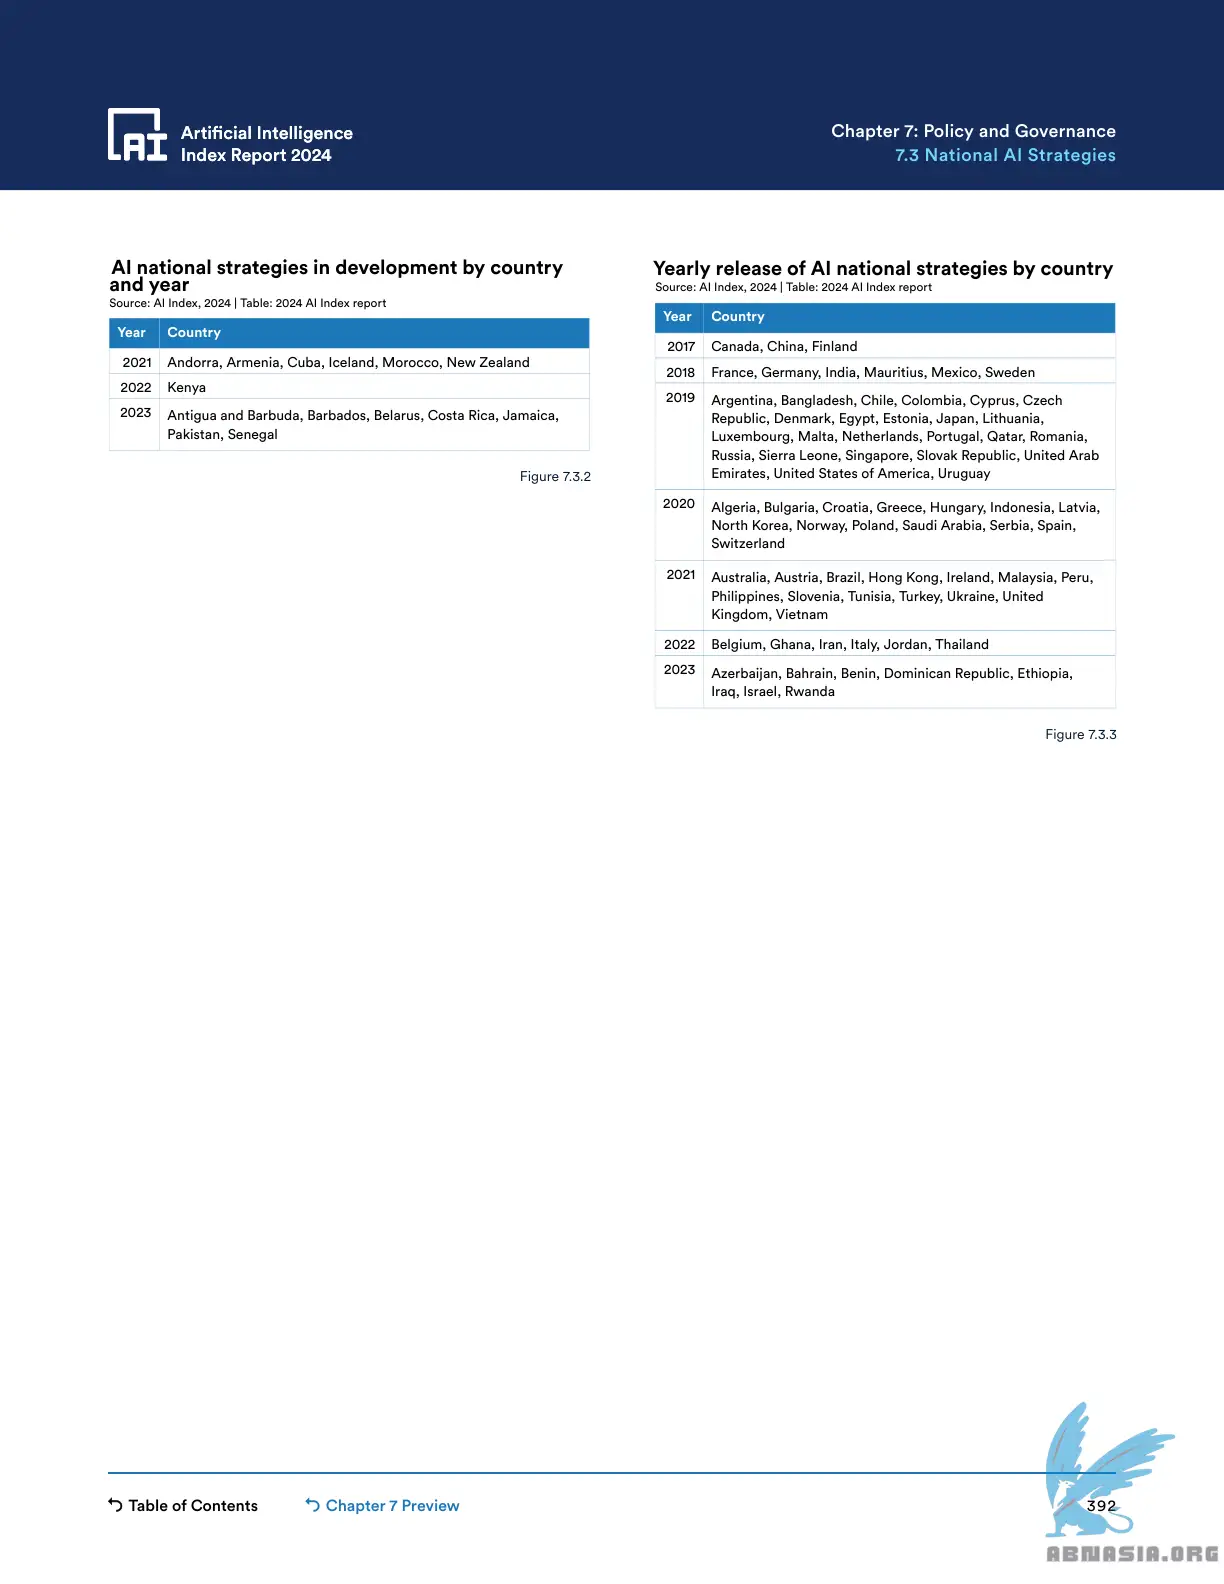 Artificial Intelligence
Index Report 2024
Chapter 7: Policy and Governance
7.3 National AI Strategies
AI national strategies in development by country
and year
Source: AI Index, 2024 | Table: 2024 AI Index report
Year Country
2021 Andorra, Armenia, Cuba, Iceland, Morocco, New Zealand
2022 Kenya
2023 Antigua and Barbuda, Barbados, Belarus, Costa Rica, Jamaica,
Pakistan, Senegal
Figure 7.3.2
Yearly release of AI national strategies by country
Source: AI Index, 2024 | Table: 2024 AI Index report
Year Country
2017 Canada, China, Finland
2018 France, Germany, India, Mauritius, Mexico, Sweden
2019 Argentina, Bangladesh, Chile, Colombia, Cyprus, Czech
Republic, Denmark, Egypt, Estonia, Japan, Lithuania,
Luxembourg, Malta, Netherlands, Portugal, Qatar, Romania,
Russia, Sierra Leone, Singapore, Slovak Republic, United Arab
Emirates, United States of America, Uruguay
2020 Algeria, Bulgaria, Croatia, Greece, Hungary, Indonesia, Latvia,
North Korea, Norway, Poland, Saudi Arabia, Serbia, Spain,
Switzerland
2021 Australia, Austria, Brazil, Hong Kong, Ireland, Malaysia, Peru,
Philippines, Slovenia, Tunisia, Turkey, Ukraine, United
Kingdom, Vietnam
2022 Belgium, Ghana, Iran, Italy, Jordan, Thailand
2023 Azerbaijan, Bahrain, Benin, Dominican Republic, Ethiopia,
Iraq, Israel, Rwanda
Figure 7.3.3
Table of Contents
Chapter 7 Preview
392
ABNASIA.ORG